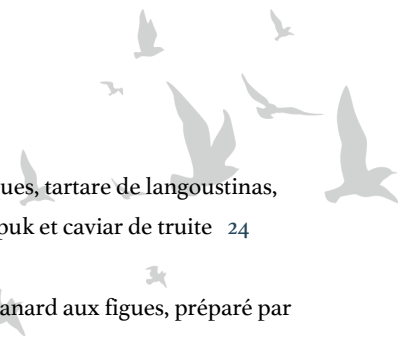 ues, tartare de langoustinas,
puk et caviar de truite 24
anard aux figues, préparé par